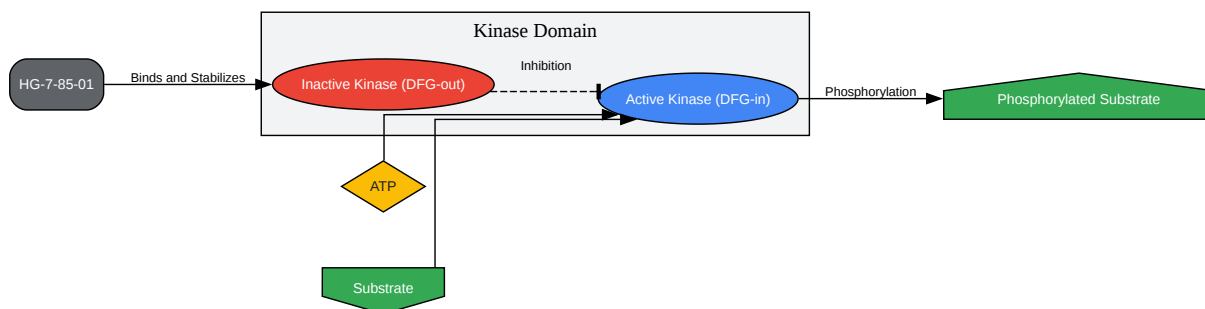 Kinase Domain
HG-7-85-01
Binds and Stabilizes
Inactive Kinase (DFG-out)
Inhibition
Active Kinase (DFG-in)
Phosphorylation
Phosphorylated Substrate
ATP
Substrate